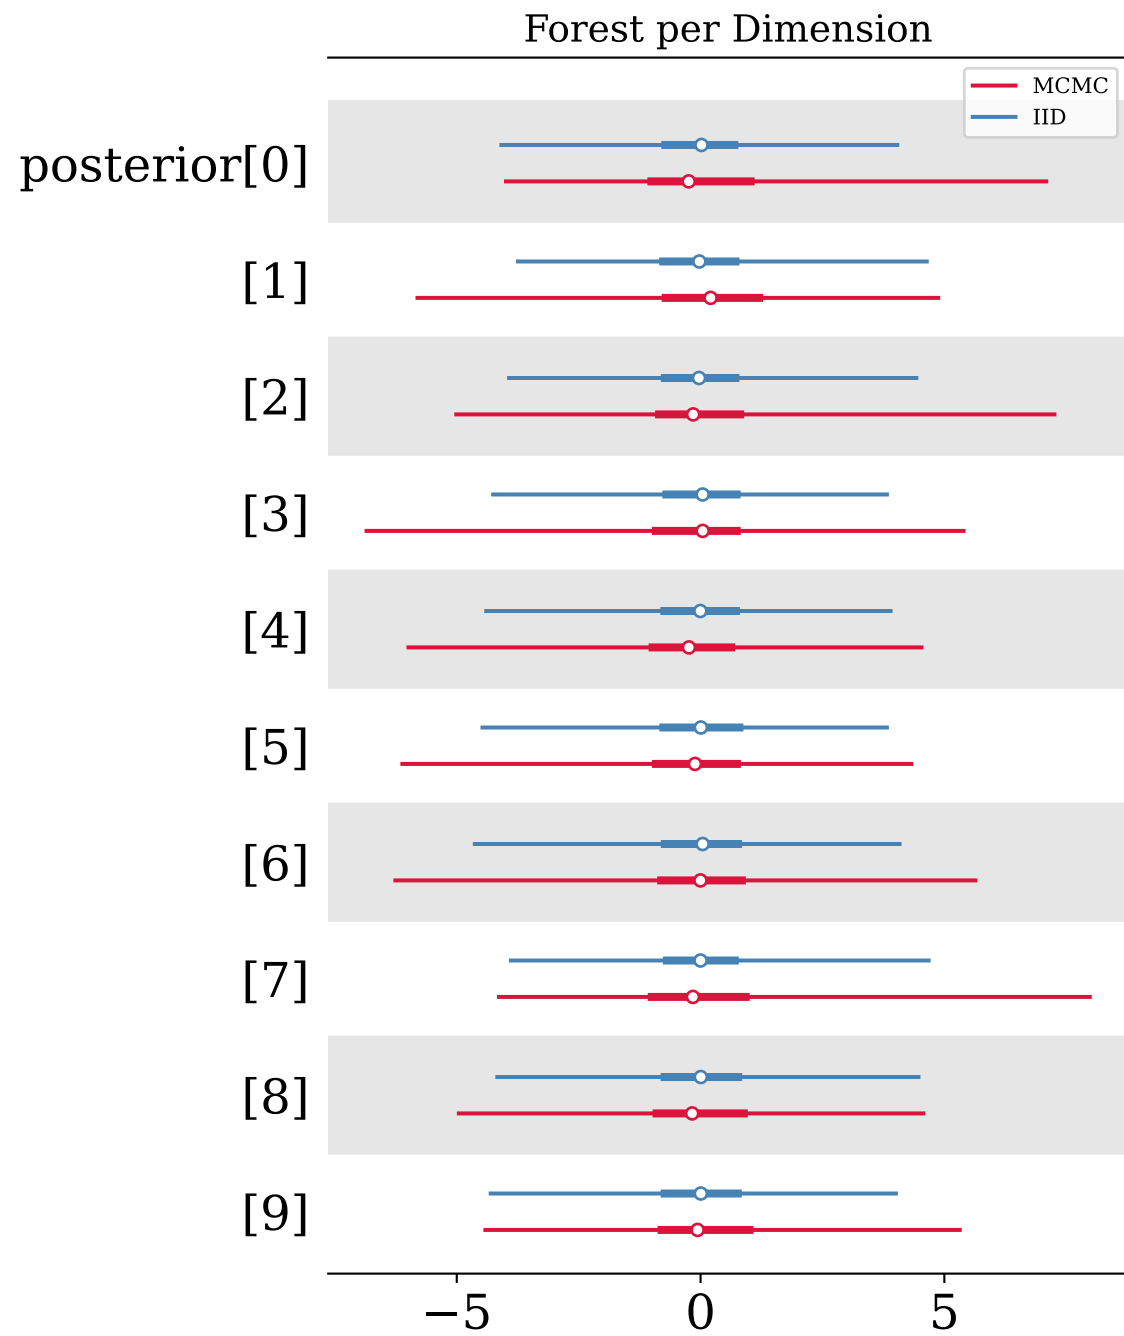 Forest per Dimension
MCMC
IID
posterior[0]
[1]
[2]
[3]
[4]
[5]
[6]
[7]
[8]
[9]
−5 0 5